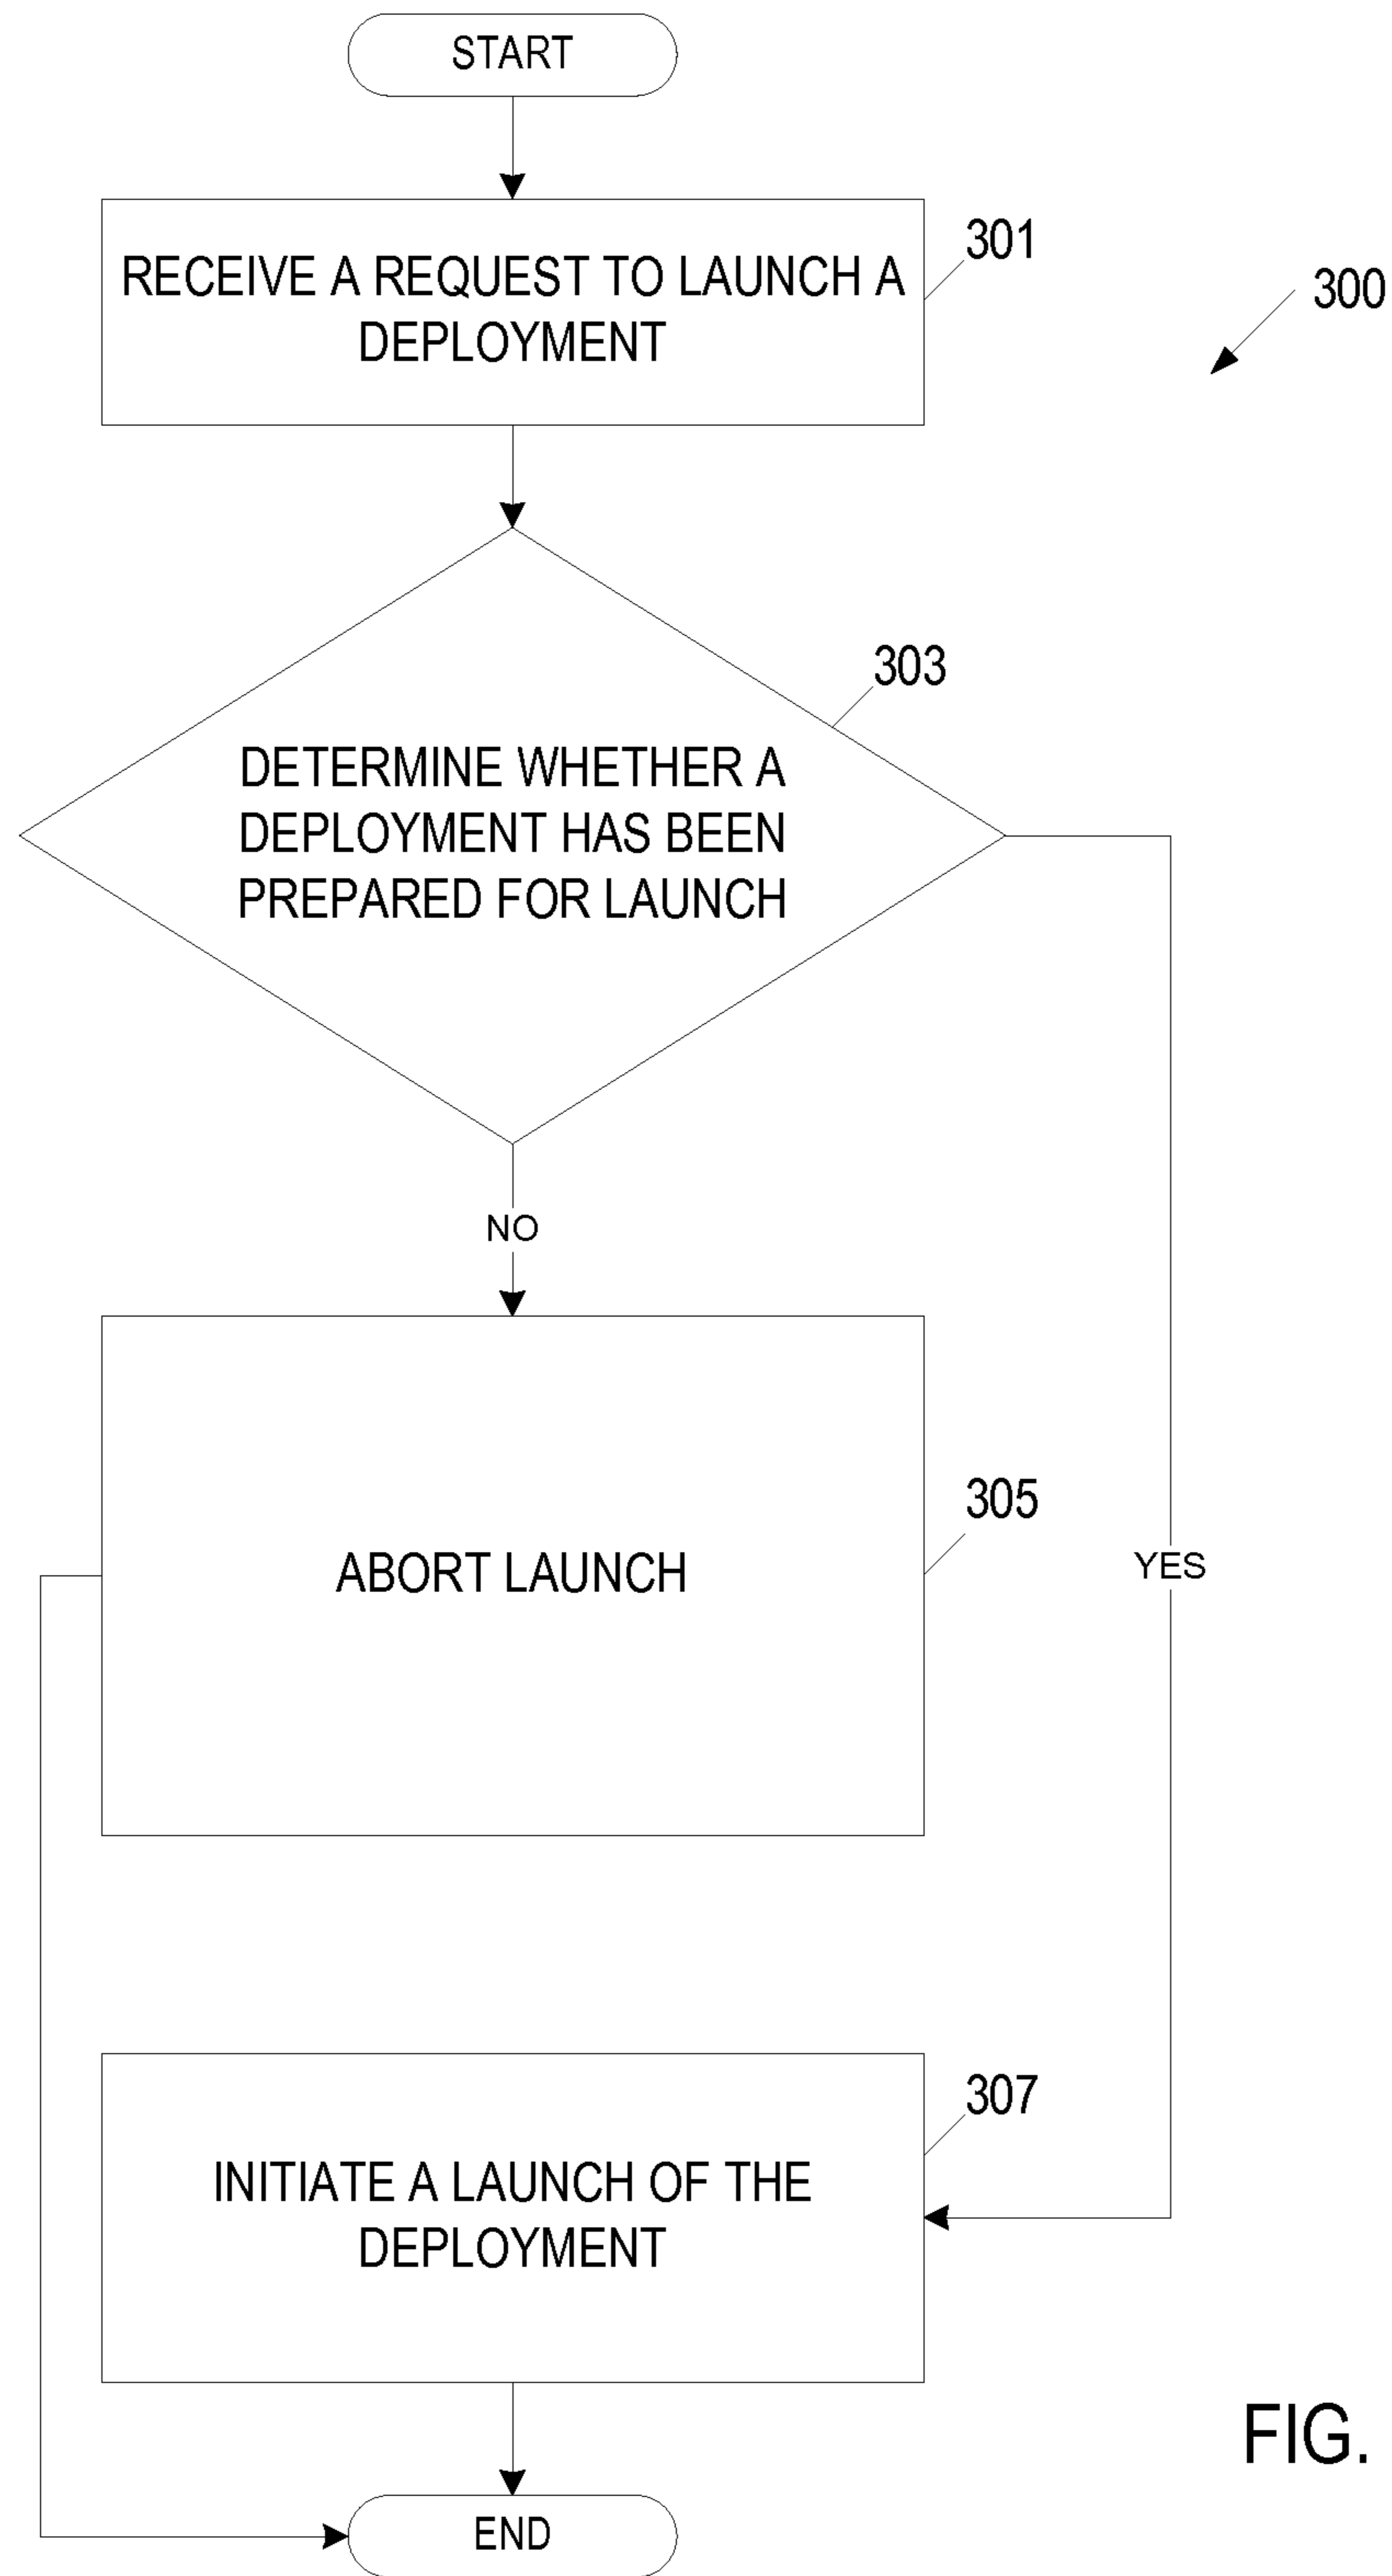 START
RECEIVE A REQUEST TO LAUNCH A
DEPLOYMENT
301
300
303
DETERMINE WHETHER A
DEPLOYMENT HAS BEEN
PREPARED FOR LAUNCH
NO
305
ABORT LAUNCH
YES
307
INITIATE A LAUNCH OF THE
DEPLOYMENT
FIG.
END